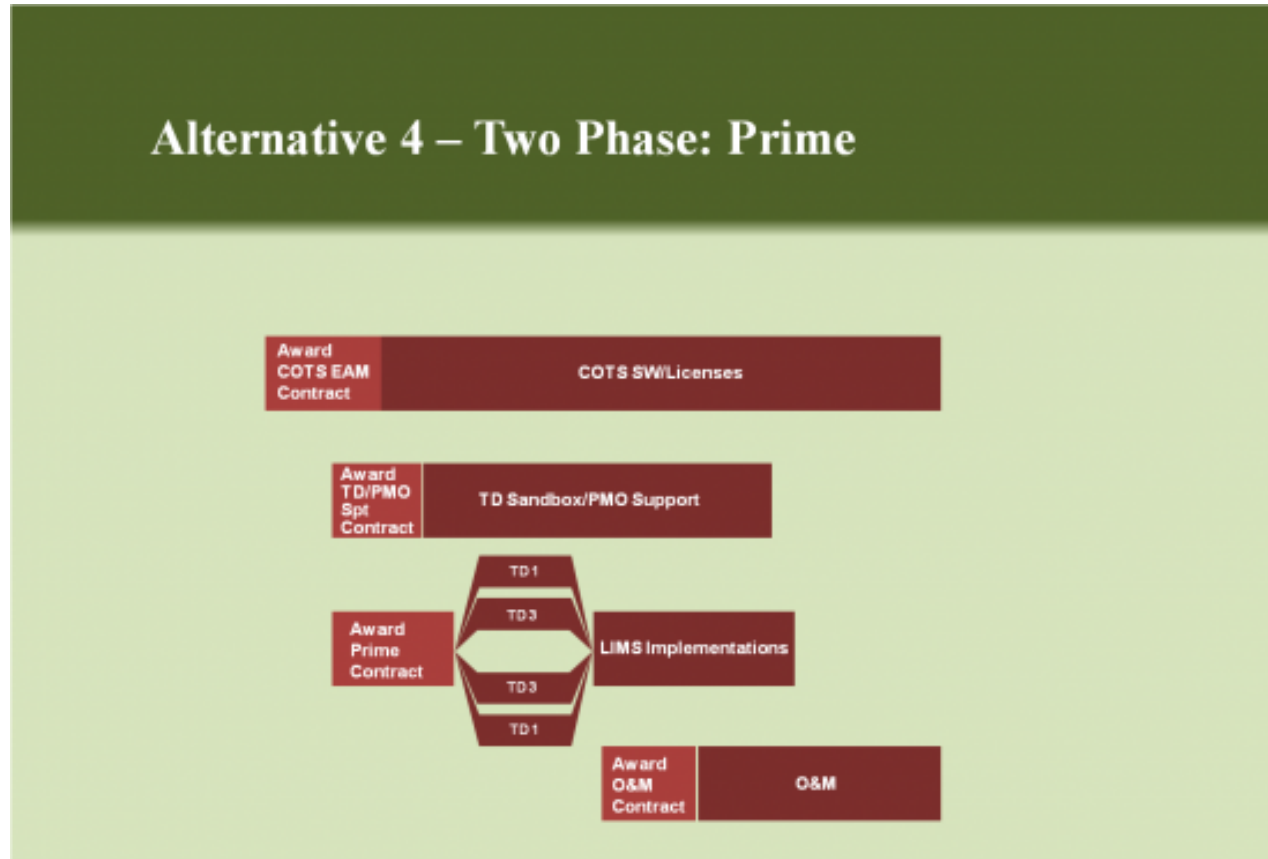 Alternative 4 – Two Phase: Prime
Award
COTS EAM
Contract
COTS SW/Licenses
Award
TD/PMO
Spt
Contract
TD Sandbox/PMO Support
TD1
TD3
Award
Prime
Contract
LIMS Implementations
TD3
TD1
Award
O&M
Contract
O&M